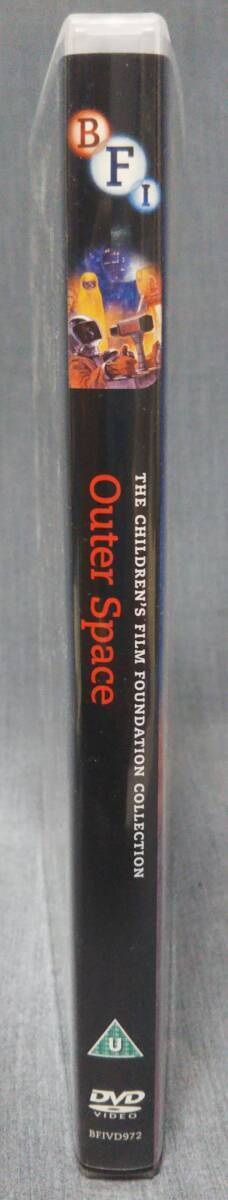 BFI
THE CHILDREN'S FILM FOUNDATION COLLECTION
Outer Space
U
DVD
VIDEO
BFIVD972